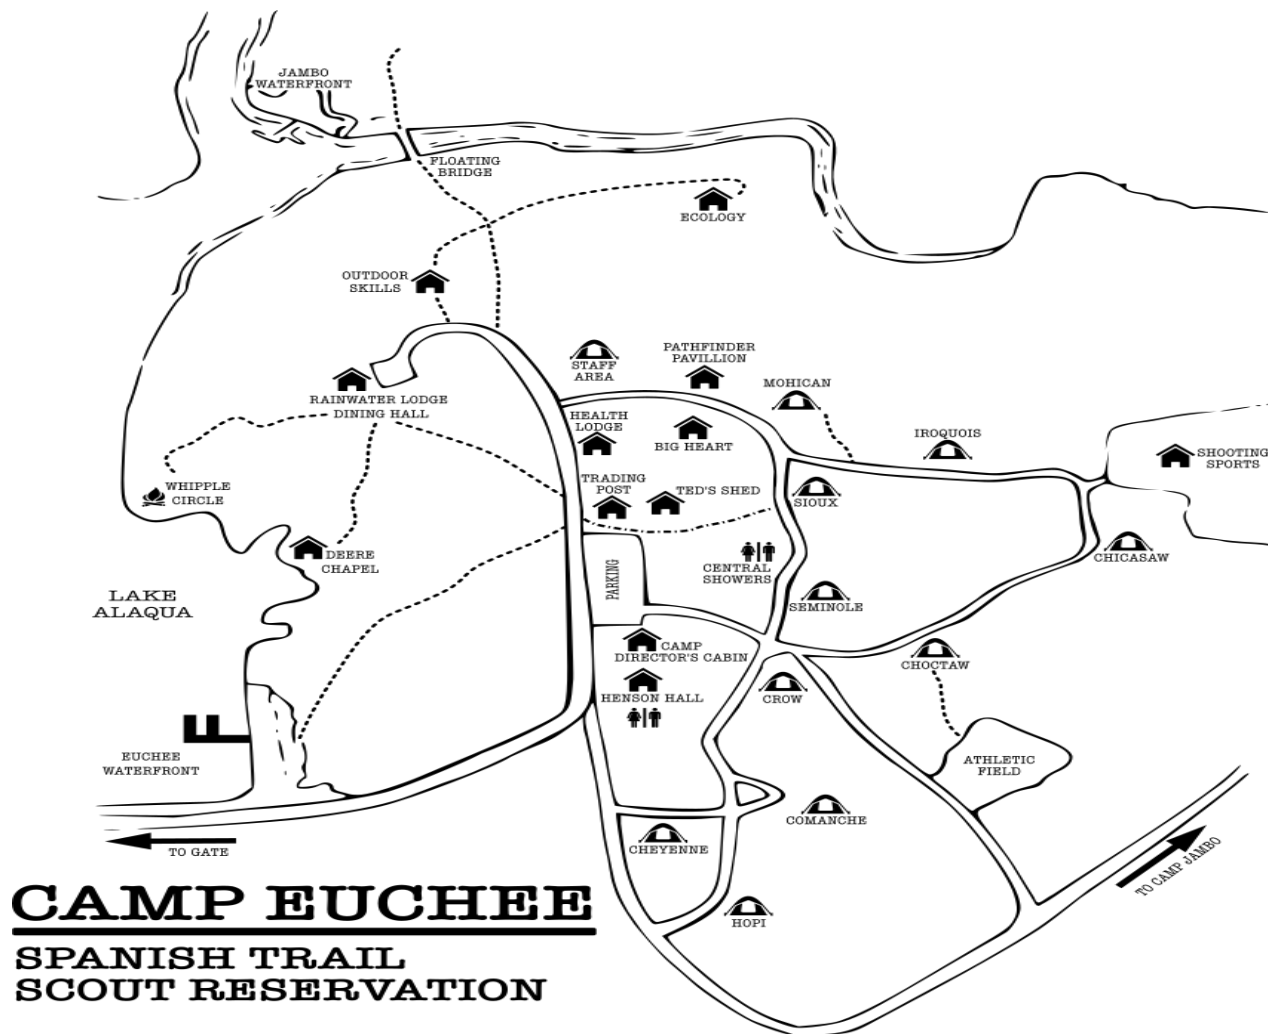 JAMBO
WATERFRONT
FLOATING
BRIDGE
ECOLOGY
OUTDOOR
SKILLS
STAFF
AREA
PATHFINDER
PAVILLION
MOHICAN
RAINWATER LODGE
DINING HALL
HEALTH
LODGE
BIG HEART
IROQUOIS
SHOOTING
SPORTS
WHIPPLE
CIRCLE
TRADING
POST
TED'S SHED
SIOUX
DEERE
CHAPEL
PARKING
CENTRAL
SHOWERS
CHICASAW
LAKE
ALAQUA
SEMINOLE
CAMP
DIRECTOR'S CABIN
CHOCTAW
HENSON HALL
CROW
EUCHEE
WATERFRONT
ATHLETIC
FIELD
COMANCHE
CHEYENNE
TO GATE
TO CAMP JAMBO
HOPI
CAMP EUCHEE
SPANISH TRAIL
SCOUT RESERVATION